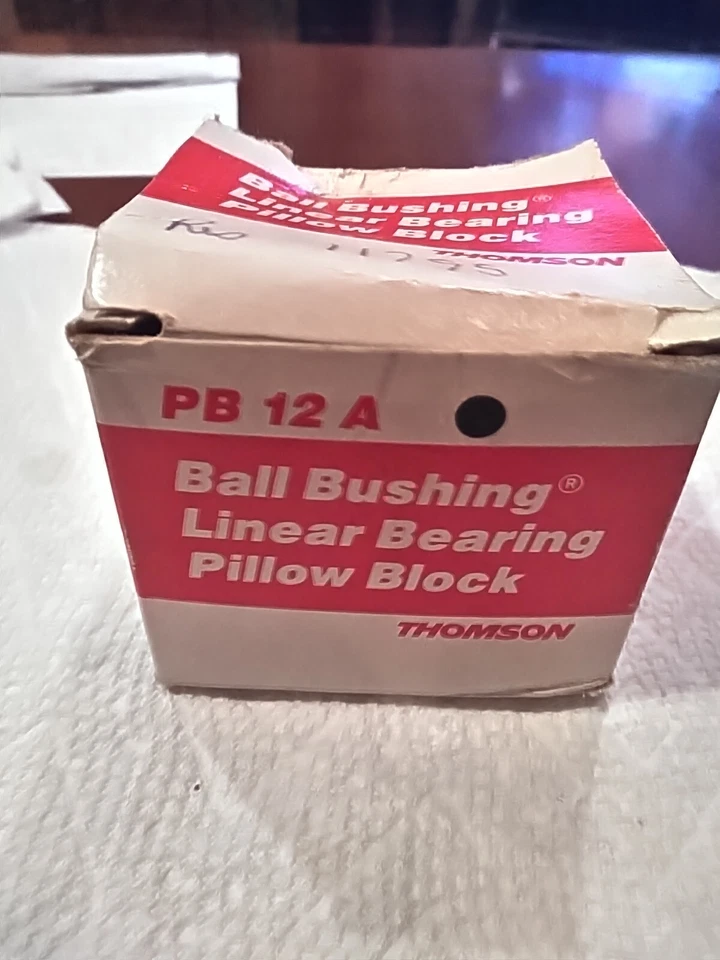 Ball Bushing®
Linear Bearing
Pillow Block
THOMSON
PB 12 A
Ball Bushing®
Linear Bearing
Pillow Block
THOMSON